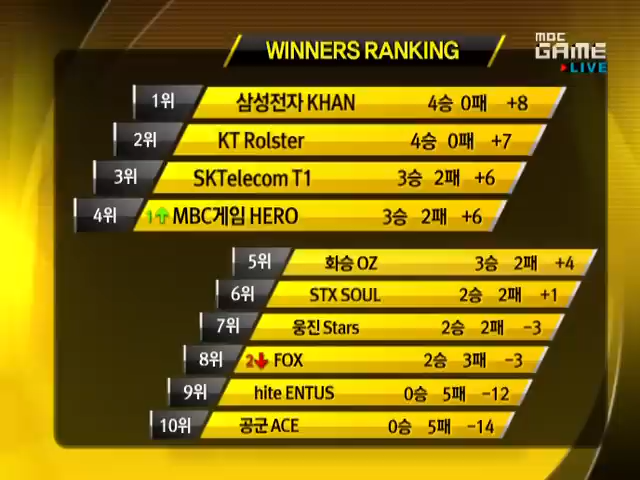 WINNERS RANKING
mbc GAME
LIVE
1위 삼성전자 KHAN 4승 0패 +8
2위 KT Rolster 4승 0패 +7
3위 SKTelecom T1 3승 2패 +6
4위 1 MBC게임 HERO 3승 2패 +6
5위 화승 OZ 3승 2패 +4
6위 STX SOUL 2승 2패 +1
7위 웅진 Stars 2승 2패 -3
8위 2 FOX 2승 3패 -3
9위 hite ENTUS 0승 5패 -12
10위 공군 ACE 0승 5패 -14